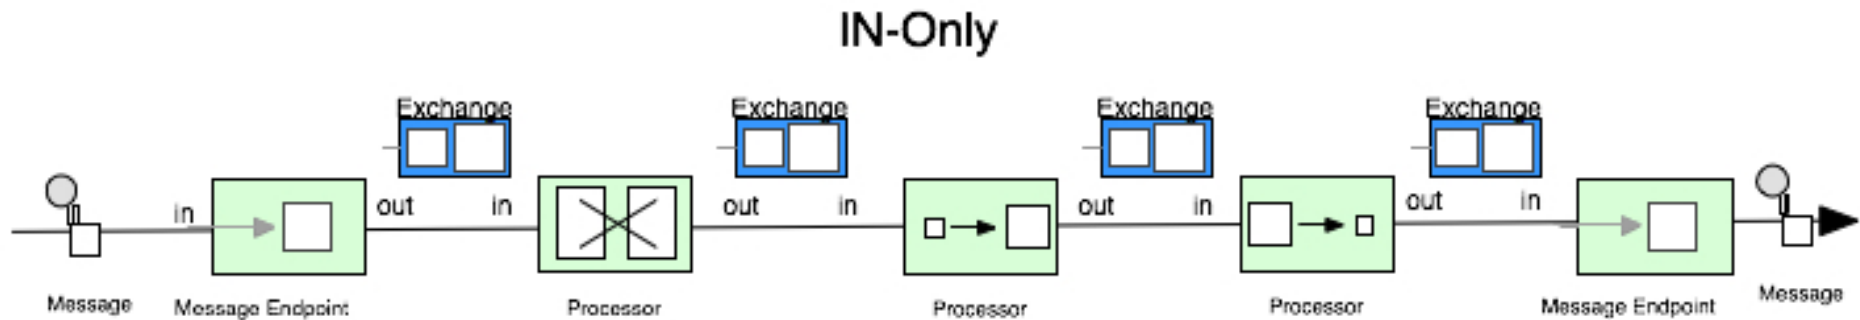 IN-Only
Exchange Exchange Exchange Exchange
in out in out in out in out in
Message Message Endpoint Processor Processor Processor Message Endpoint Message